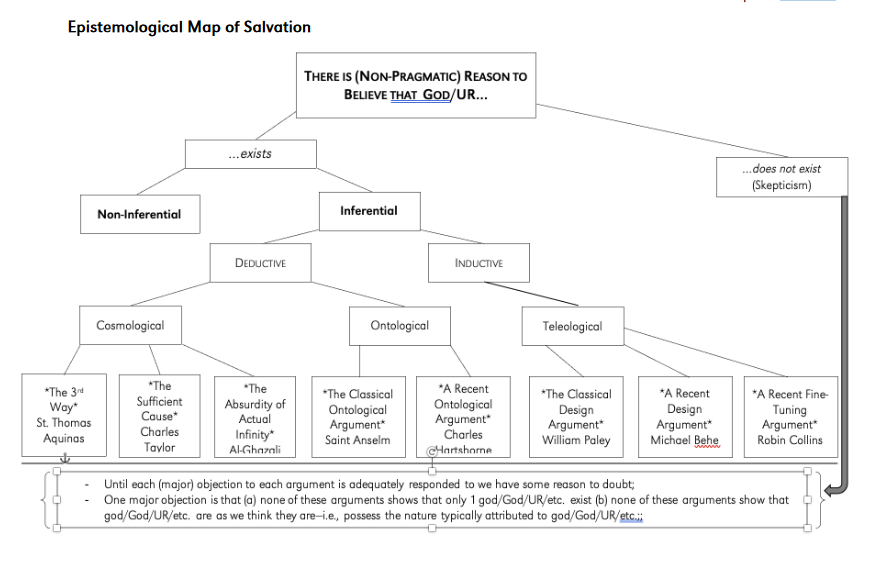 Epistemological Map of Salvation
THERE IS (NON-PRAGMATIC) REASON TO
BELIEVE THAT GOD/UR...
...exists
...does not exist
(Skepticism)
Non-Inferential
Inferential
DEDUCTIVE
INDUCTIVE
Cosmological
Ontological
Teleological
*The 3rd
Way*
St. Thomas
Aquinas
*The
Sufficient
Cause*
Charles
Taylor
*The
Absurdity of
Actual
Infinity*
Al-Ghazali
*The Classical
Ontological
Argument*
Saint Anselm
*A Recent
Ontological
Argument*
Charles
Hartshorne
*The Classical
Design
Argument*
William Paley
*A Recent
Design
Argument*
Michael Behe
*A Recent Fine-
Tuning
Argument*
Robin Collins
- Until each (major) objection to each argument is adequately responded to we have some reason to doubt;
- One major objection is that (a) none of these arguments shows that only 1 god/God/UR/etc. exist (b) none of these arguments show that
god/God/UR/etc. are as we think they are—i.e., possess the nature typically attributed to god/God/UR/etc.;;